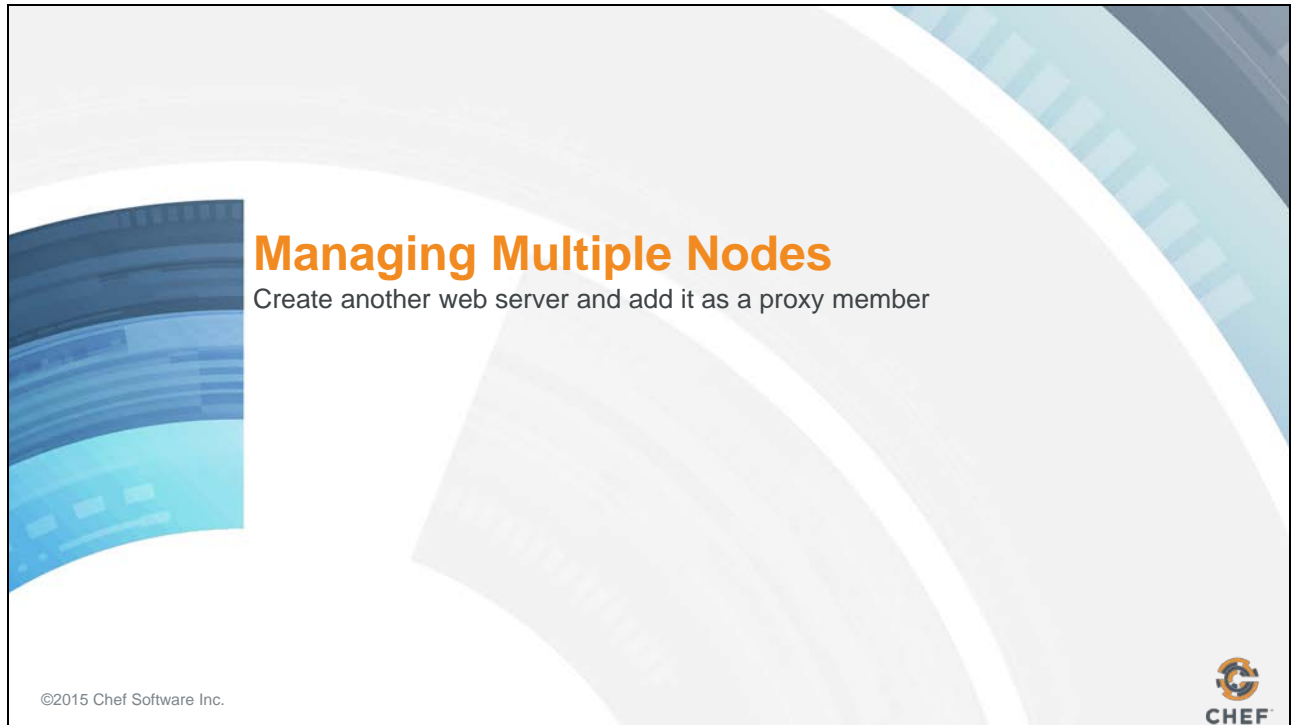 Managing Multiple Nodes
Create another web server and add it as a proxy member
©2015 Chef Software Inc.
CHEF